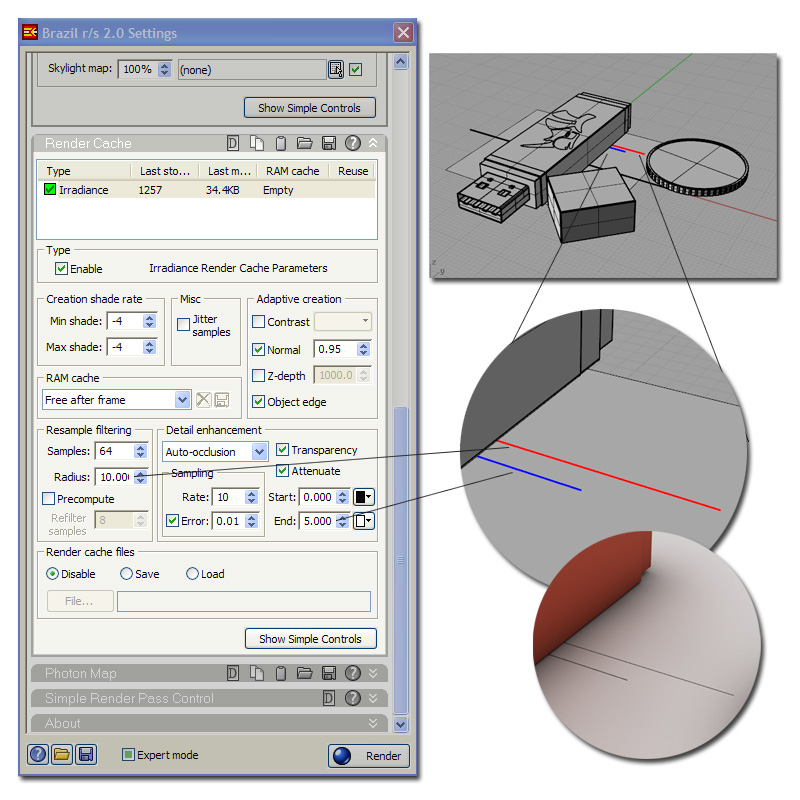 Brazil r/s 2.0 Settings
Skylight map: 100% (none)
Show Simple Controls
Render Cache D ?
Type Last sto... Last m... RAM cache Reuse
Irradiance 1257 34.4KB Empty
Type
Enable Irradiance Render Cache Parameters
Creation shade rate
Min shade: -4
Max shade: -4
Misc
Jitter
samples
Adaptive creation
Contrast
Normal 0.95
Z-depth 1000.0
Object edge
RAM cache
Free after frame
Resample filtering
Samples: 64
Radius: 10.000
Precompute
Refilter
samples 8
Detail enhancement
Auto-occlusion Transparency
Attenuate
Sampling
Rate: 10 Start: 0.000
Error: 0.01 End: 5.000
Render cache files
Disable Save Load
File...
Show Simple Controls
Photon Map D ?
Simple Render Pass Control D ?
About
? Expert mode Render
z
y